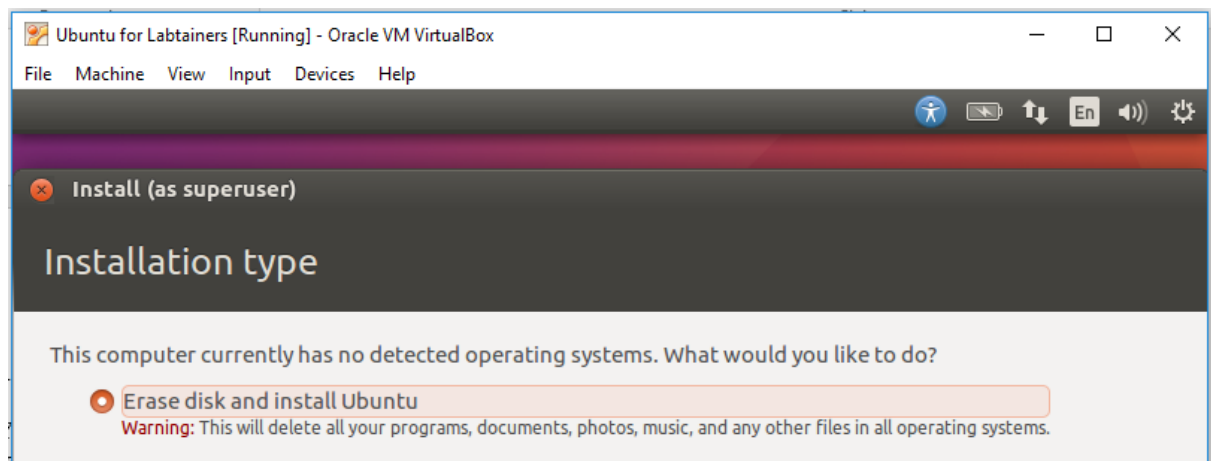 Ubuntu for Labtainers [Running] - Oracle VM VirtualBox
File Machine View Input Devices Help
En
Install (as superuser)
Installation type
This computer currently has no detected operating systems. What would you like to do?
Erase disk and install Ubuntu
Warning: This will delete all your programs, documents, photos, music, and any other files in all operating systems.